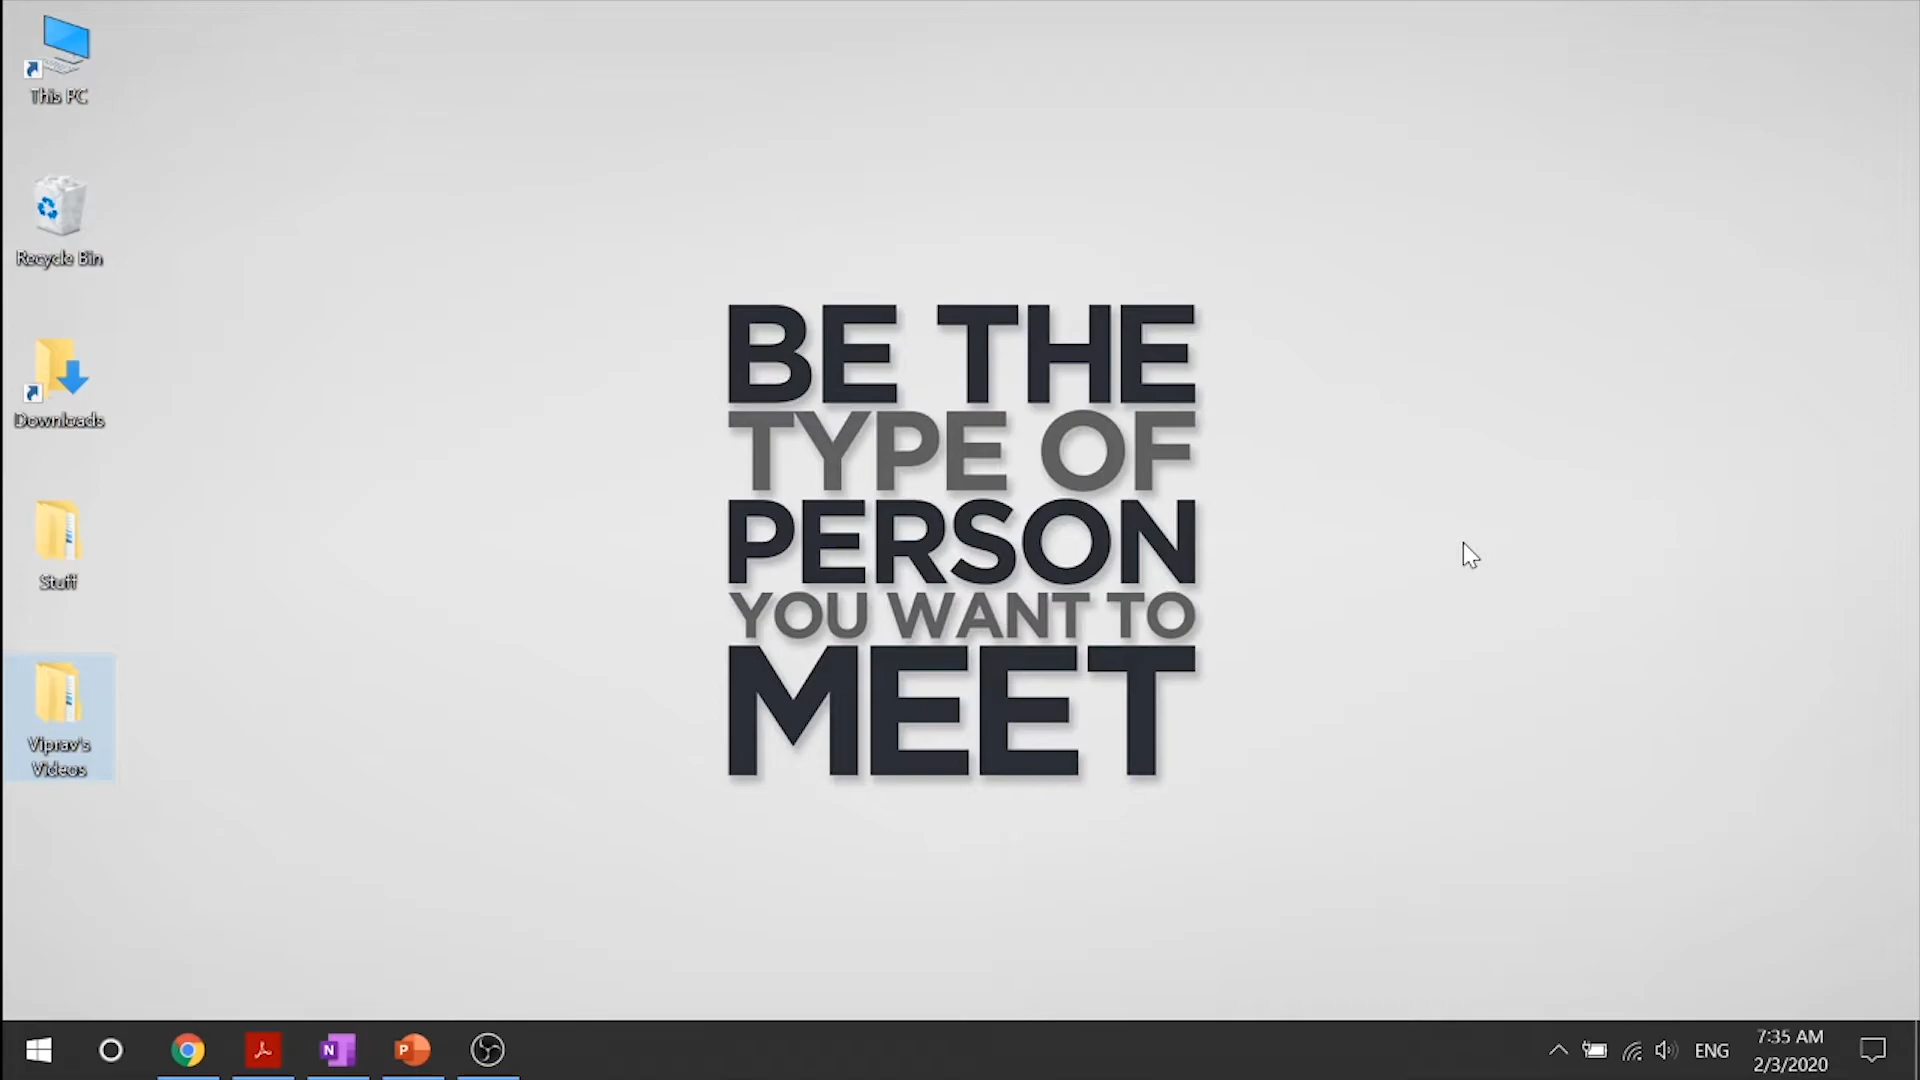 This PC
Recycle Bin
Downloads
Stuff
Viprav's
Videos
BE THE
TYPE OF
PERSON
YOU WANT TO
MEET
N
P
ENG
7:35 AM
2/3/2020